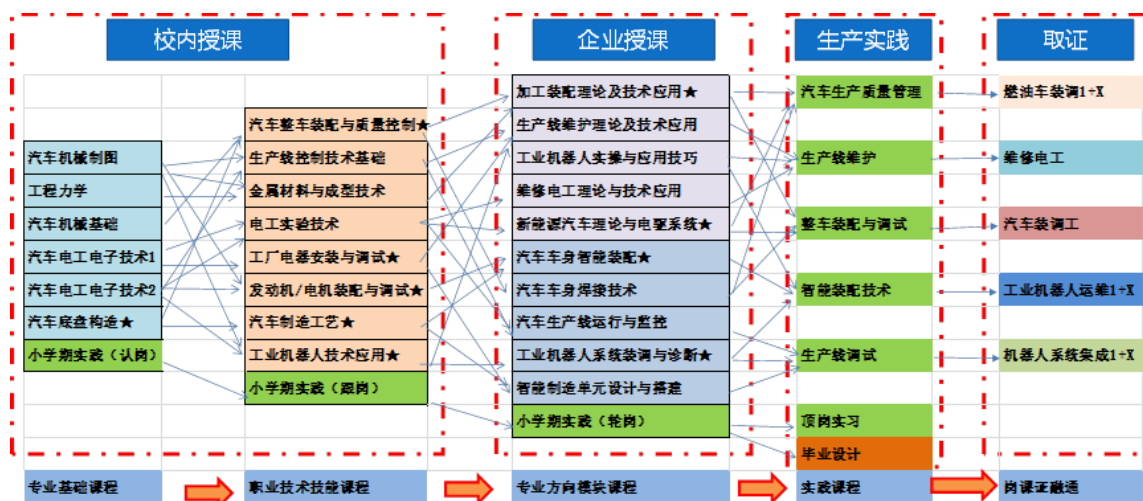 校内授课
企业授课
生产实践
取证
汽车机械制图
工程力学
汽车机械基础
汽车电工电子技术1
汽车电工电子技术2
汽车底盘构造★
小学期实践（认岗）
专业基础课程
汽车整车装配与质量控制★
生产线控制技术基础
金属材料与成型技术
电工实验技术
工厂电器安装与调试★
发动机/电机装配与调试★
汽车制造工艺★
工业机器人技术应用★
小学期实践（跟岗）
职业技术技能课程
加工装配理论及技术应用★
生产线维护理论及技术应用
工业机器人实操与应用技巧
维修电工理论与技术应用
新能源汽车理论与电驱系统★
汽车车身智能装配★
汽车车身焊接技术
汽车生产线运行与监控
工业机器人系统装调与诊断★
智能制造单元设计与搭建
小学期实践（轮岗）
专业方向模块课程
汽车生产质量管理
生产线维护
整车装配与调试
智能装配技术
生产线调试
顶岗实习
毕业设计
实践课程
燃油车装调1+X
维修电工
汽车装调工
工业机器人运维1+X
机器人系统集成1+X
岗课证融通